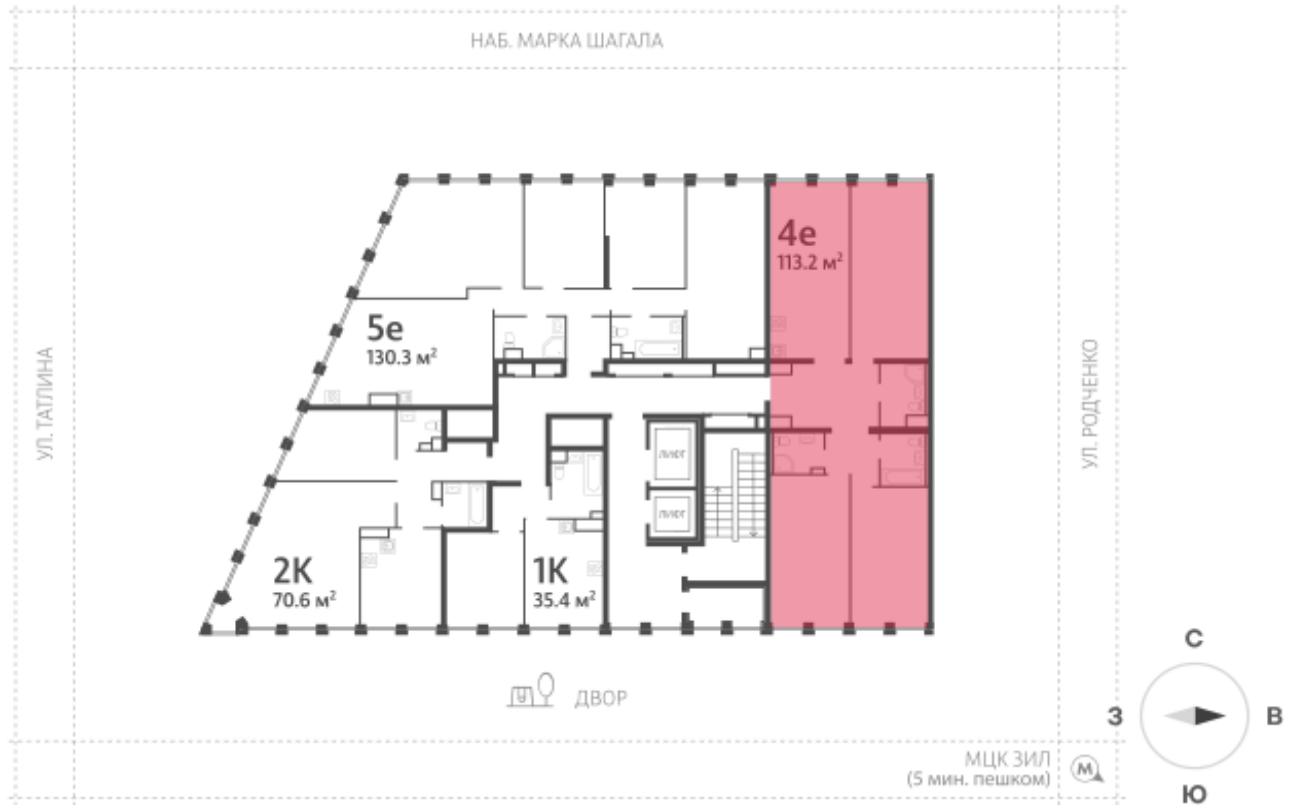 НАБ. МАРКА ШАГАЛА
4е
113.2 м²
5е
130.3 м²
УЛ. ТАТЛИНА
УЛ. РОДЧЕНКО
ЛИФТ
ЛИФТ
2К
70.6 м²
1К
35.4 м²
ДВОР
С
З
В
Ю
МЦК ЗИЛ
(5 мин. пешком)
М